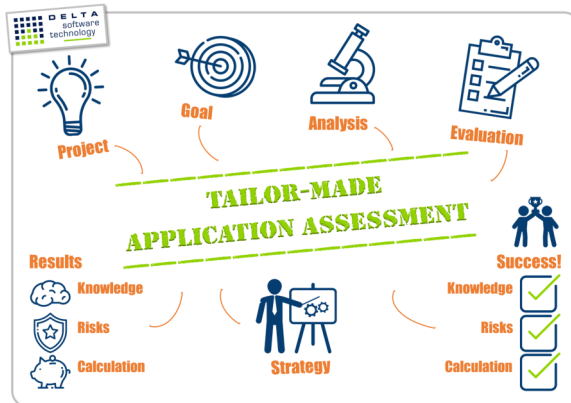 DELTA
software
technology
Project
Goal
Analysis
Evaluation
TAILOR-MADE
APPLICATION ASSESSMENT
Results
Knowledge
Risks
Calculation
Strategy
Success!
Knowledge
Risks
Calculation